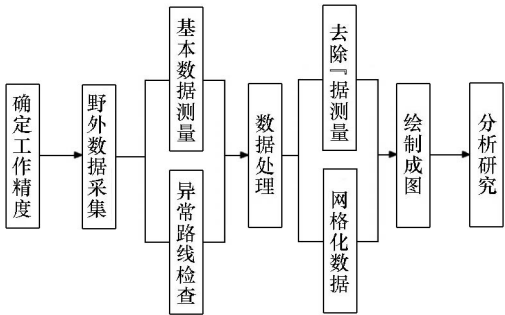 确定工作精度
野外数据采集
基本数据测量
异常路线检查
数据处理
去除『据测量
网格化数据
绘制成图
分析研究